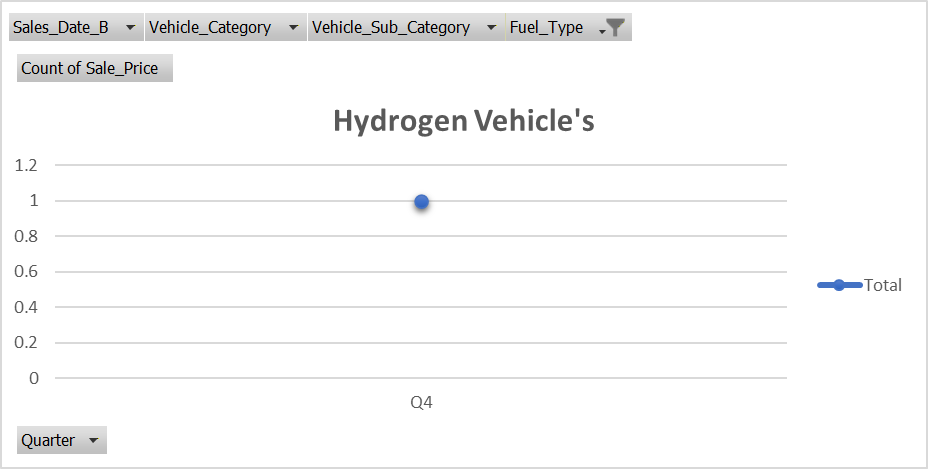 Sales_Date_B Vehicle_Category Vehicle_Sub_Category Fuel_Type
Count of Sale_Price
Hydrogen Vehicle's
1.2
1
0.8
0.6
0.4
0.2
0
Q4
Total
Quarter